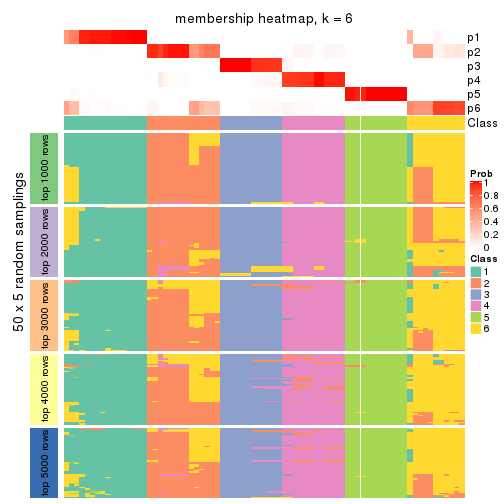 membership heatmap, k = 6
p1
p2
p3
p4
p5
p6
Class
50 x 5 random samplings
top 1000 rows
top 2000 rows
top 3000 rows
top 4000 rows
top 5000 rows
Prob
1
0.8
0.6
0.4
0.2
0
Class
1
2
3
4
5
6